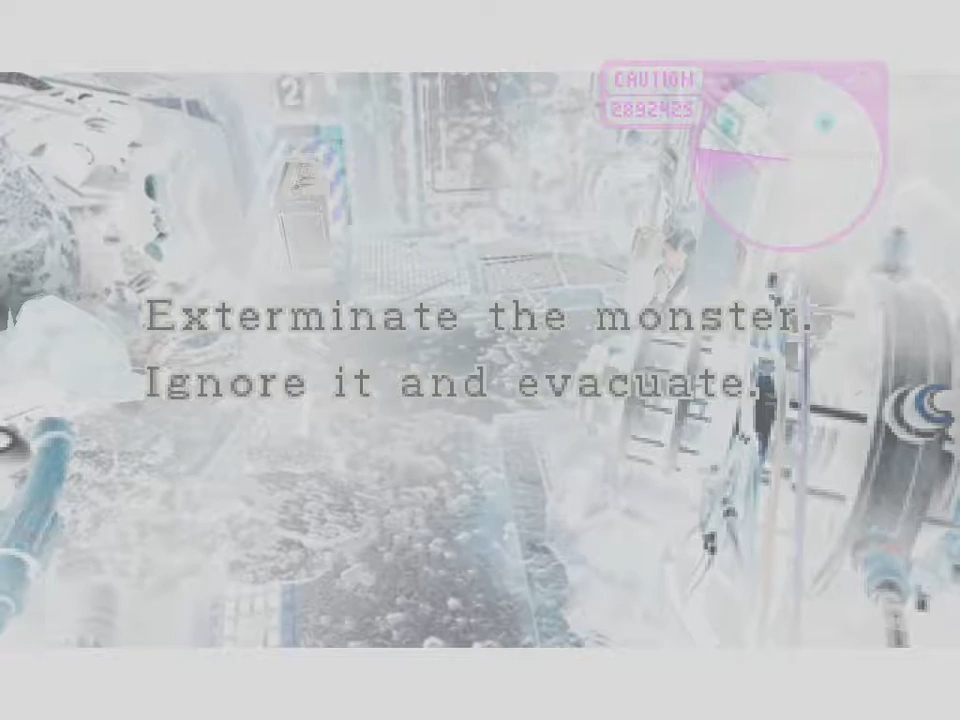 2
CAUTION
2892425
Exterminate the monster.
Ignore it and evacuate.